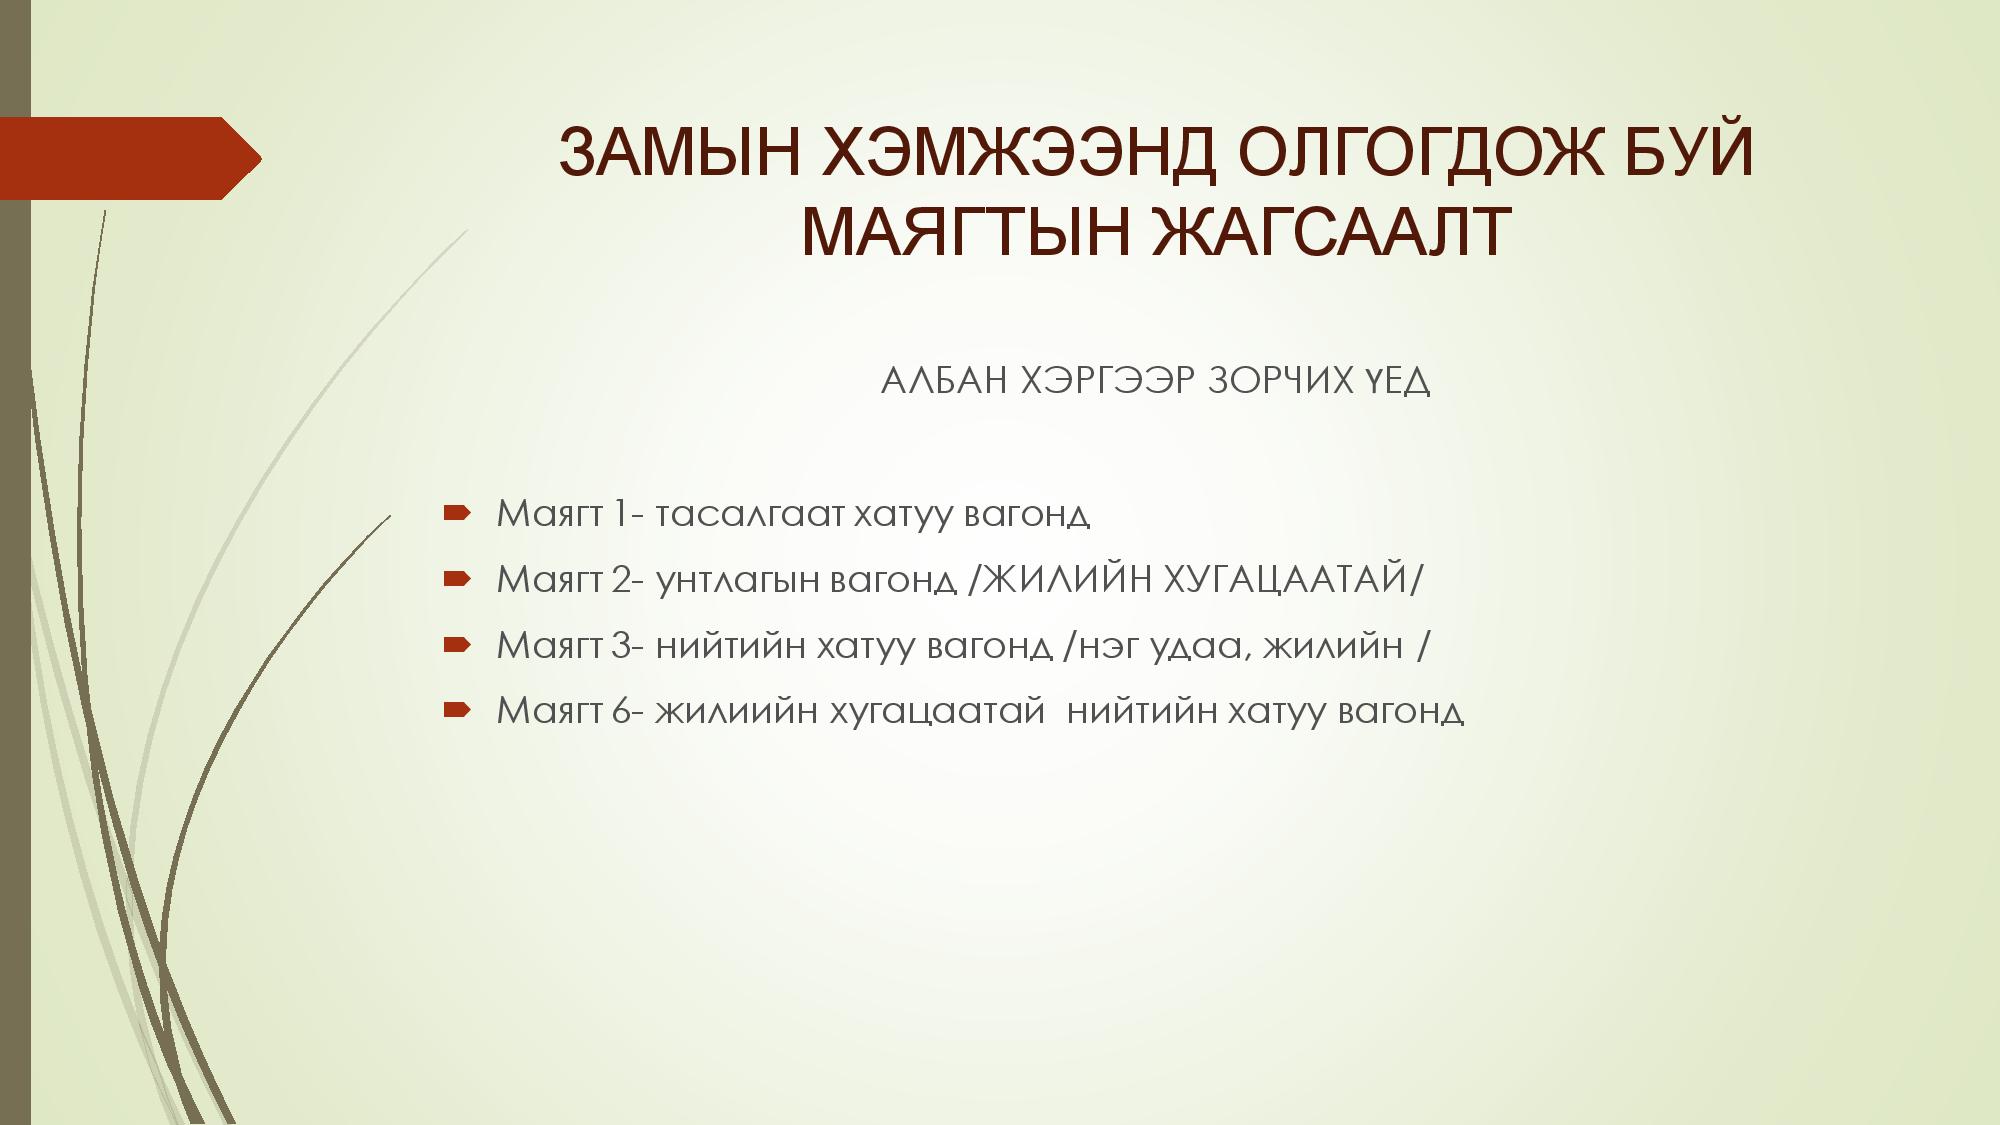 ЗАМЫН ХЭМЖЭЭНД ОЛГОГДОЖ БУЙ
МАЯГТЫН ЖАГСААЛТ
АЛБАН ХЭРГЭЭР ЗОРЧИХ ҮЕД
Маягт 1- тасалгаат хатуу вагонд
Маягт 2- унтлагын вагонд /ЖИЛИЙН ХУГАЦААТАЙ/
Маягт 3- нийтийн хатуу вагонд /нэг удаа, жилийн /
Маягт 6- жилиийн хугацаатай  нийтийн хатуу вагонд